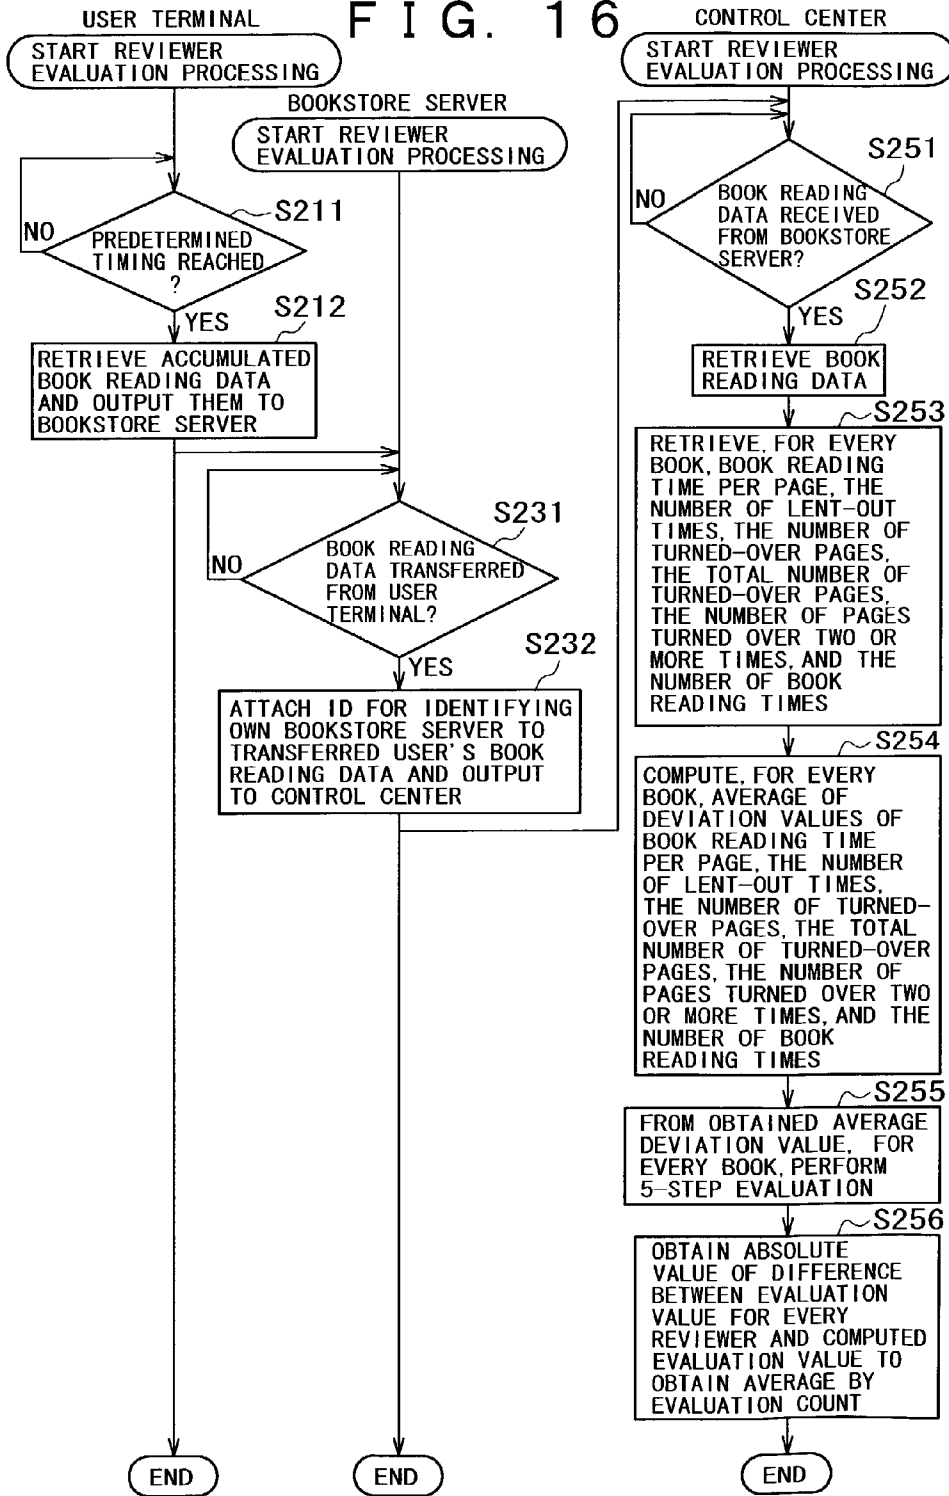 FIG. 16
USER TERMINAL
START REVIEWER
EVALUATION PROCESSING
NO
S211
PREDETERMINED
TIMING REACHED
?
YES
S212
RETRIEVE ACCUMULATED
BOOK READING DATA
AND OUTPUT THEM TO
BOOKSTORE SERVER
END
BOOKSTORE SERVER
START REVIEWER
EVALUATION PROCESSING
S231
NO
BOOK READING
DATA TRANSFERRED
FROM USER
TERMINAL?
YES
S232
ATTACH ID FOR IDENTIFYING
OWN BOOKSTORE SERVER TO
TRANSFERRED USER'S BOOK
READING DATA AND OUTPUT
TO CONTROL CENTER
END
CONTROL CENTER
START REVIEWER
EVALUATION PROCESSING
S251
NO
BOOK READING
DATA RECEIVED
FROM BOOKSTORE
SERVER?
YES
S252
RETRIEVE BOOK
READING DATA
S253
RETRIEVE, FOR EVERY
BOOK, BOOK READING
TIME PER PAGE, THE
NUMBER OF LENT-OUT
TIMES, THE NUMBER OF
TURNED-OVER PAGES,
THE TOTAL NUMBER OF
TURNED-OVER PAGES,
THE NUMBER OF PAGES
TURNED OVER TWO OR
MORE TIMES, AND THE
NUMBER OF BOOK
READING TIMES
S254
COMPUTE, FOR EVERY
BOOK, AVERAGE OF
DEVIATION VALUES OF
BOOK READING TIME
PER PAGE, THE NUMBER
OF LENT-OUT TIMES,
THE NUMBER OF TURNED-
OVER PAGES, THE TOTAL
NUMBER OF TURNED-OVER
PAGES, THE NUMBER OF
PAGES TURNED OVER TWO
OR MORE TIMES, AND THE
NUMBER OF BOOK
READING TIMES
S255
FROM OBTAINED AVERAGE
DEVIATION VALUE, FOR
EVERY BOOK, PERFORM
5-STEP EVALUATION
S256
OBTAIN ABSOLUTE
VALUE OF DIFFERENCE
BETWEEN EVALUATION
VALUE FOR EVERY
REVIEWER AND COMPUTED
EVALUATION VALUE TO
OBTAIN AVERAGE BY
EVALUATION COUNT
END